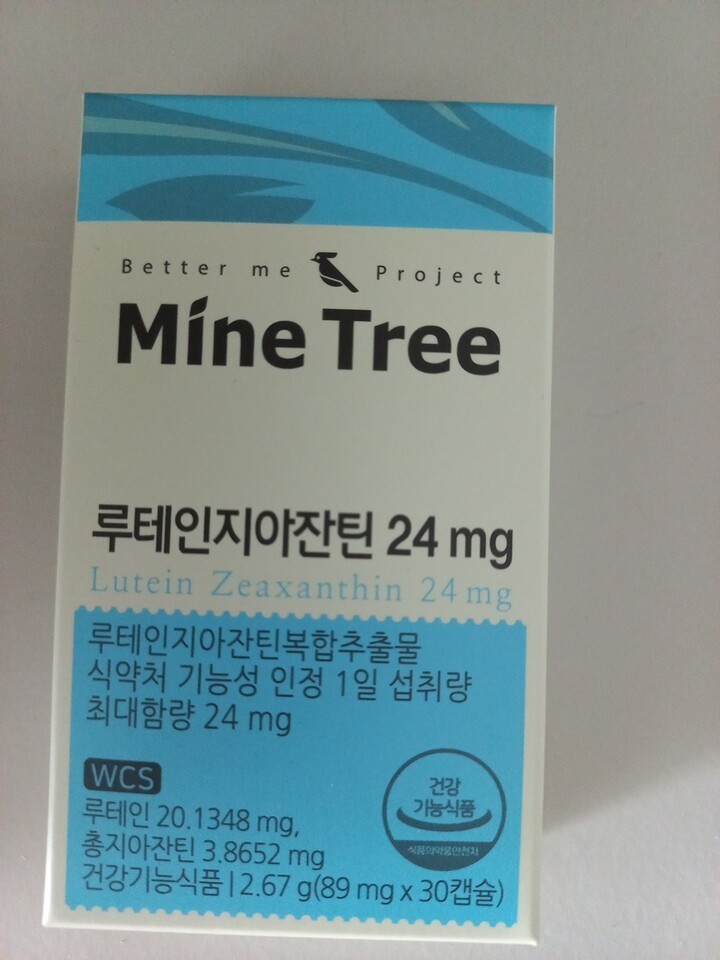 Better me Project
Mine Tree
루테인지아잔틴 24 mg
Lutein Zeaxanthin 24mg
루테인지아잔틴복합추출물
식약처 기능성 인정 1일 섭취량
최대함량 24 mg
WCS
루테인 20.1348 mg,
총지아잔틴 3.8652 mg
건강기능식품 | 2.67 g(89 mg x 30캡슐)
건강
기능식품
식품의약품안전처